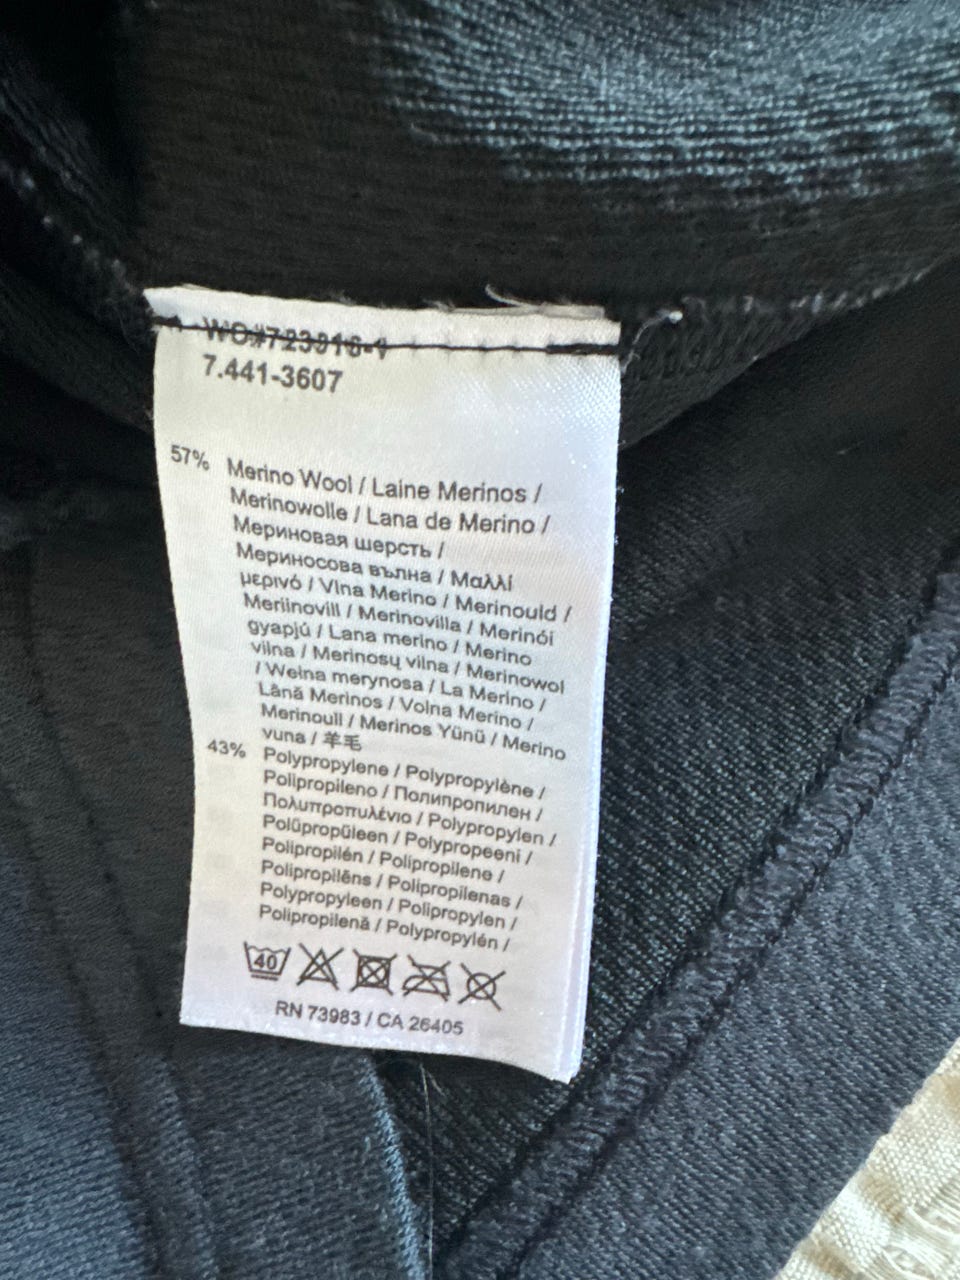 WO#723916-1
7.441-3607
57% Merino Wool / Laine Merinos /
Merinowolle / Lana de Merino /
Мериновая шерсть /
Мериносова вълна / Μαλλί
μερινό / Vlna Merino / Merinould /
Meriinovill / Merinovilla / Merinói
gyapjú / Lana merino / Merino
vilna / Merinosų vilna / Merinowol
/ Wełna merynosa / La Merino /
Lână Merinos / Volna Merino /
Merinoull / Merinos Yünü / Merino
vuna / 羊毛
43% Polypropylene / Polypropylène /
Polipropileno / Полипропилен /
Πολυπροπυλένιο / Polypropylen /
Polüpropüleen / Polypropeeni /
Polipropilén / Polipropilene /
Polipropilēns / Polipropilenas /
Polypropyleen / Polipropylen /
Polipropilenă / Polypropylén /
40
RN 73983 / CA 26405